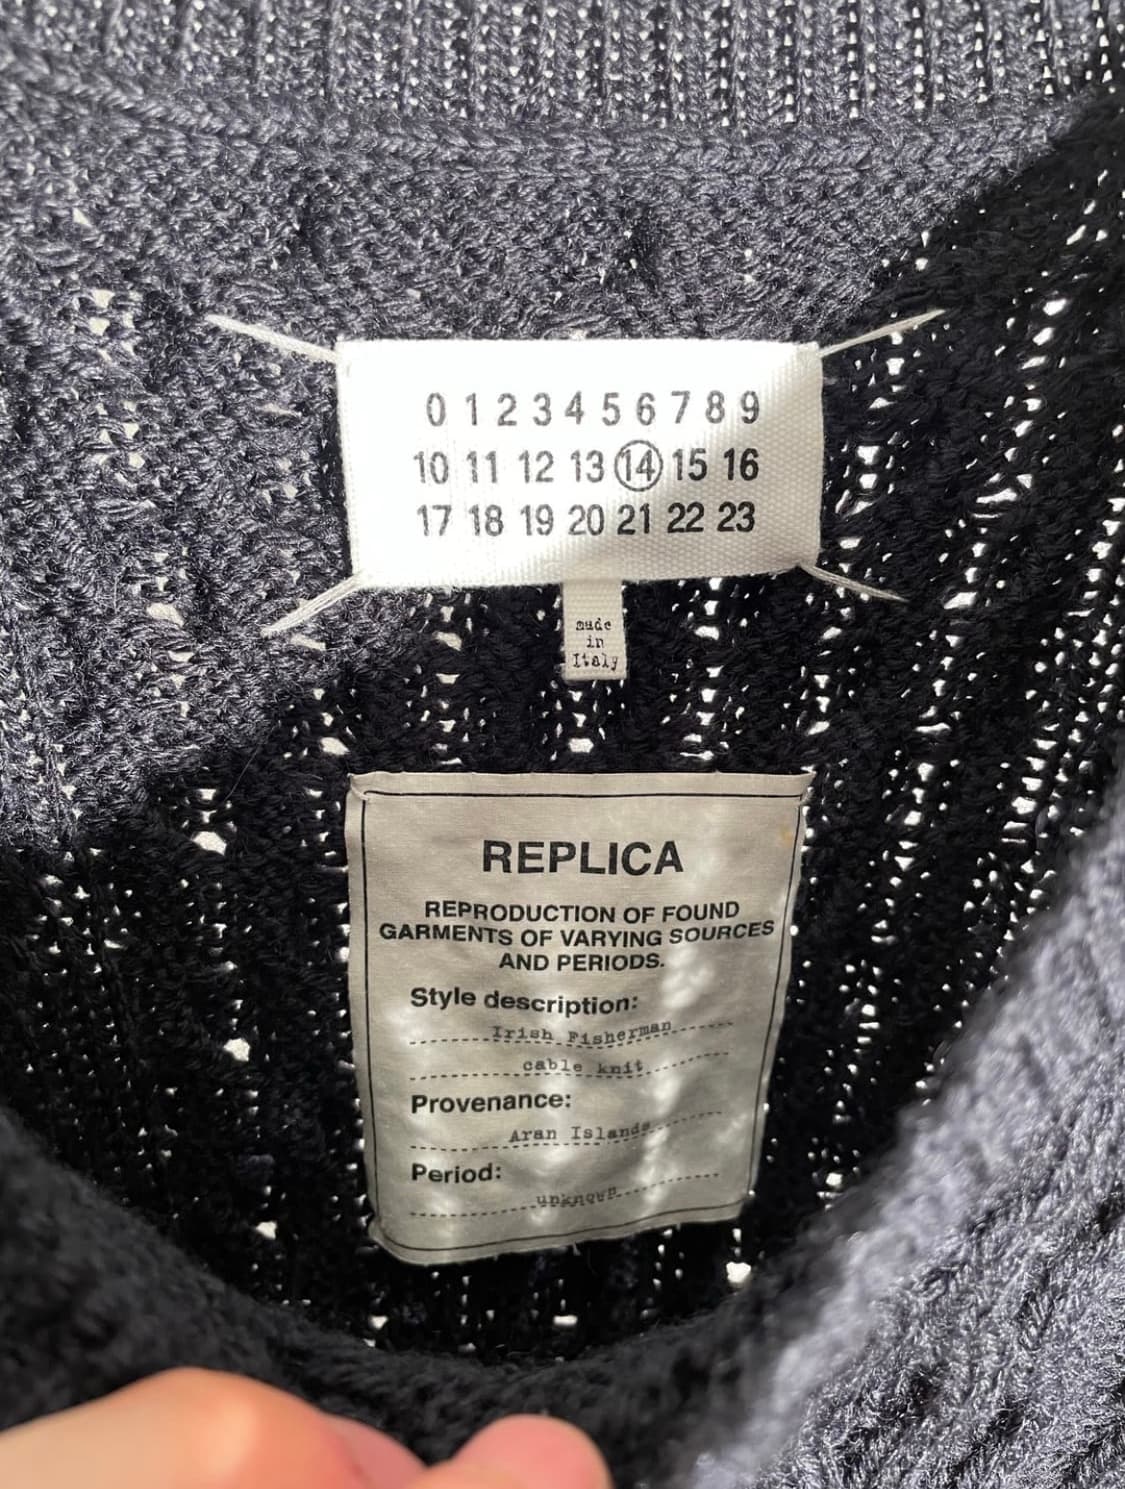 0 1 2 3 4 5 6 7 8 9
10 11 12 13 14 15 16
17 18 19 20 21 22 23
made
in
Italy
REPLICA
REPRODUCTION OF FOUND
GARMENTS OF VARYING SOURCES
AND PERIODS.
Style description:
Irish Fisherman
cable knit
Provenance:
Aran Islands
Period:
unknown